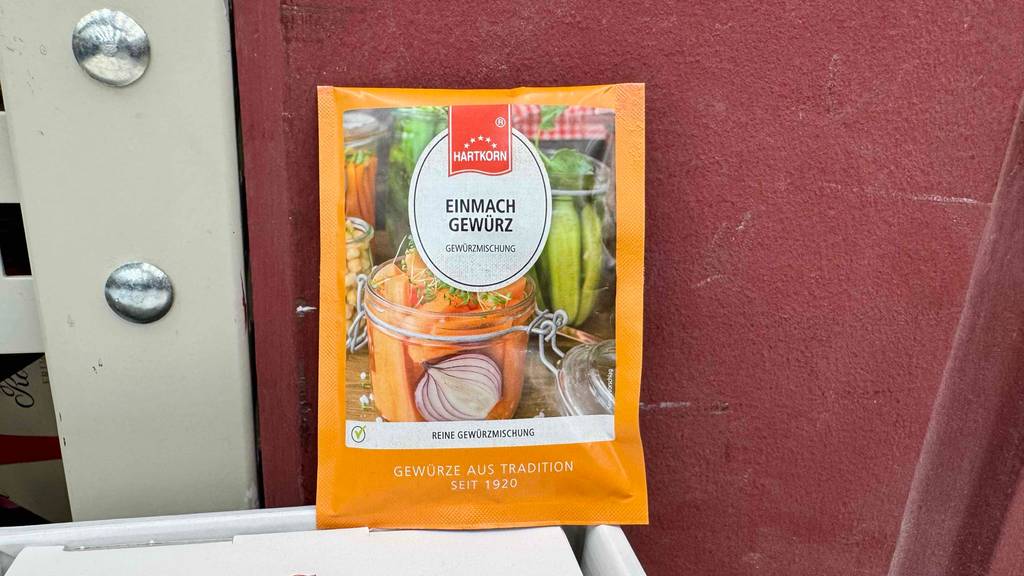 ®
HARTKORN
EINMACH
GEWÜRZ
GEWÜRZMISCHUNG
REINE GEWÜRZMISCHUNG
GEWÜRZE AUS TRADITION
SEIT 1920